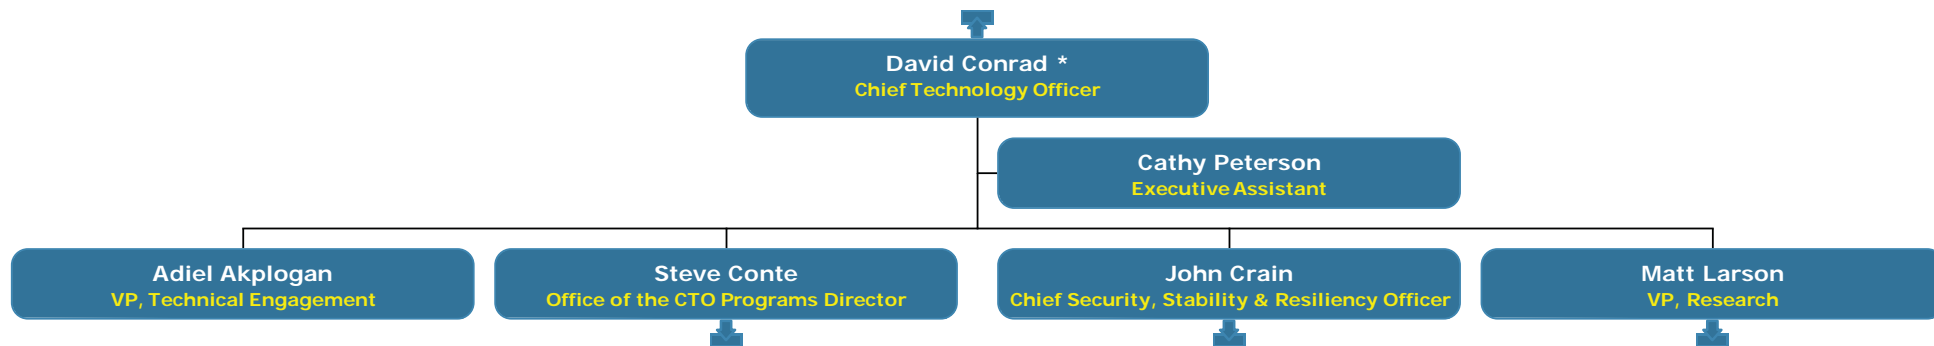 David Conrad *
Chief Technology Officer
Cathy Peterson
Executive Assistant
Adiel Akplogan
VP, Technical Engagement
Steve Conte
Office of the CTO Programs Director
John Crain
Chief Security, Stability & Resiliency Officer
Matt Larson
VP, Research